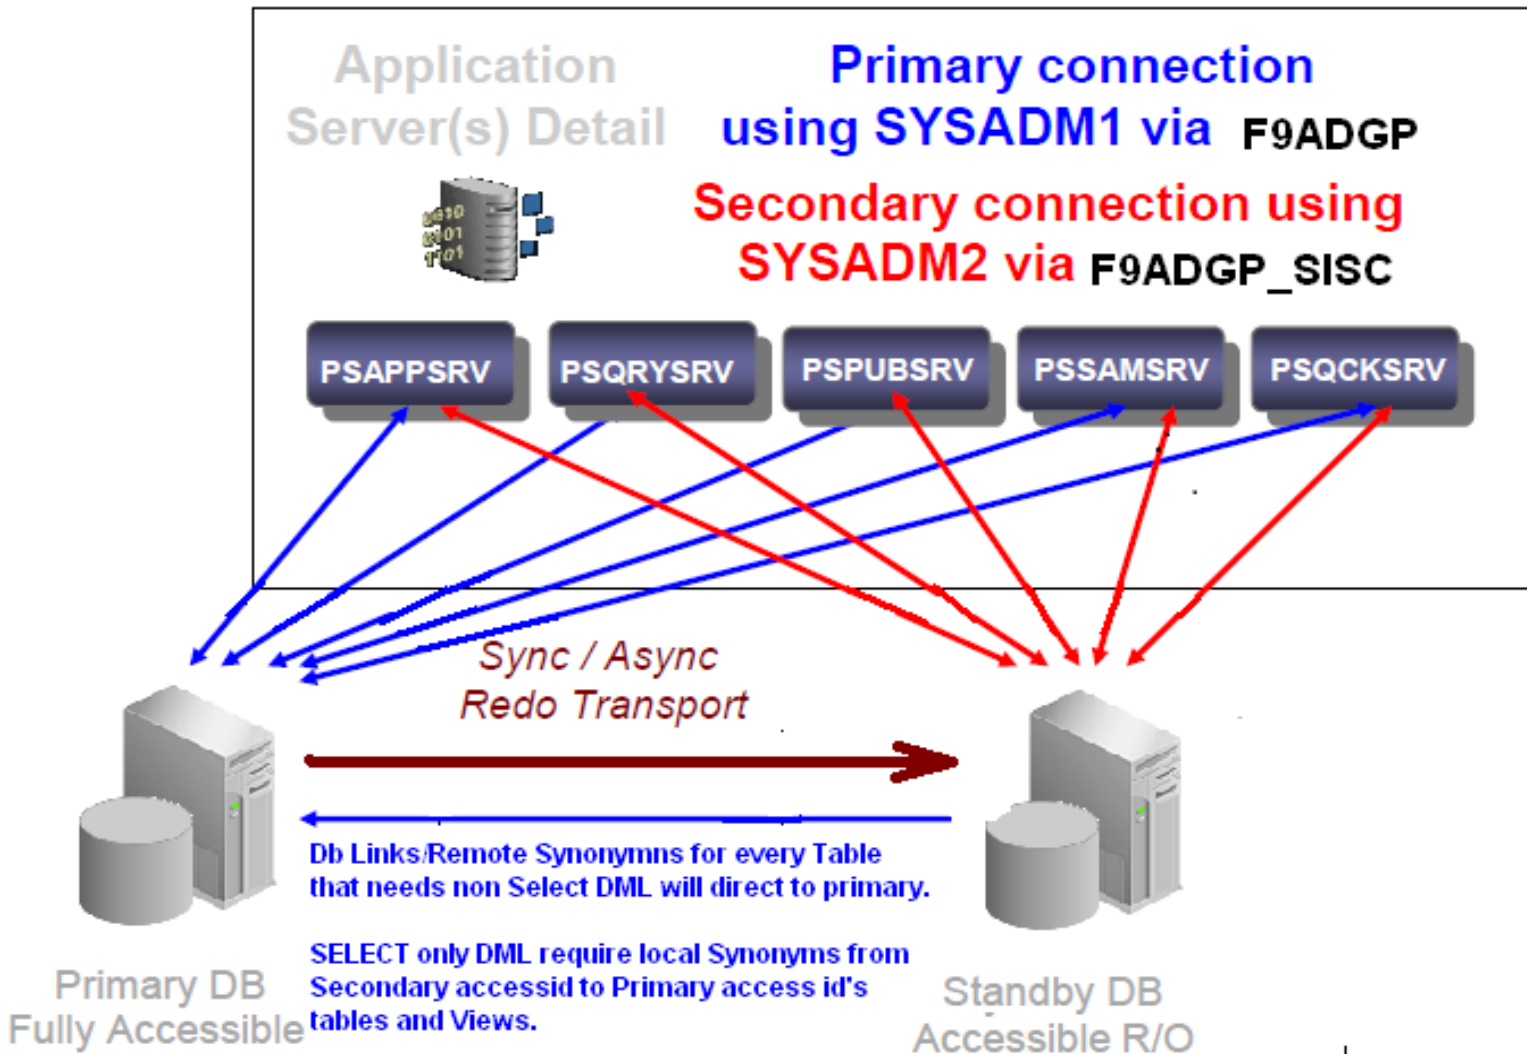 Application
Server(s) Detail
Primary connection
using SYSADM1 via F9ADGP
Secondary connection using
SYSADM2 via F9ADGP_SISC
0010
0101
1101
PSAPPSRV
PSQRYSRV
PSPUBSRV
PSSAMSRV
PSQCKSRV
Sync / Async
Redo Transport
Db Links/Remote Synonymns for every Table
that needs non Select DML will direct to primary.
SELECT only DML require local Synonyms from
Secondary accessid to Primary access id's
tables and Views.
Primary DB
Fully Accessible
Standby DB
Accessible R/O